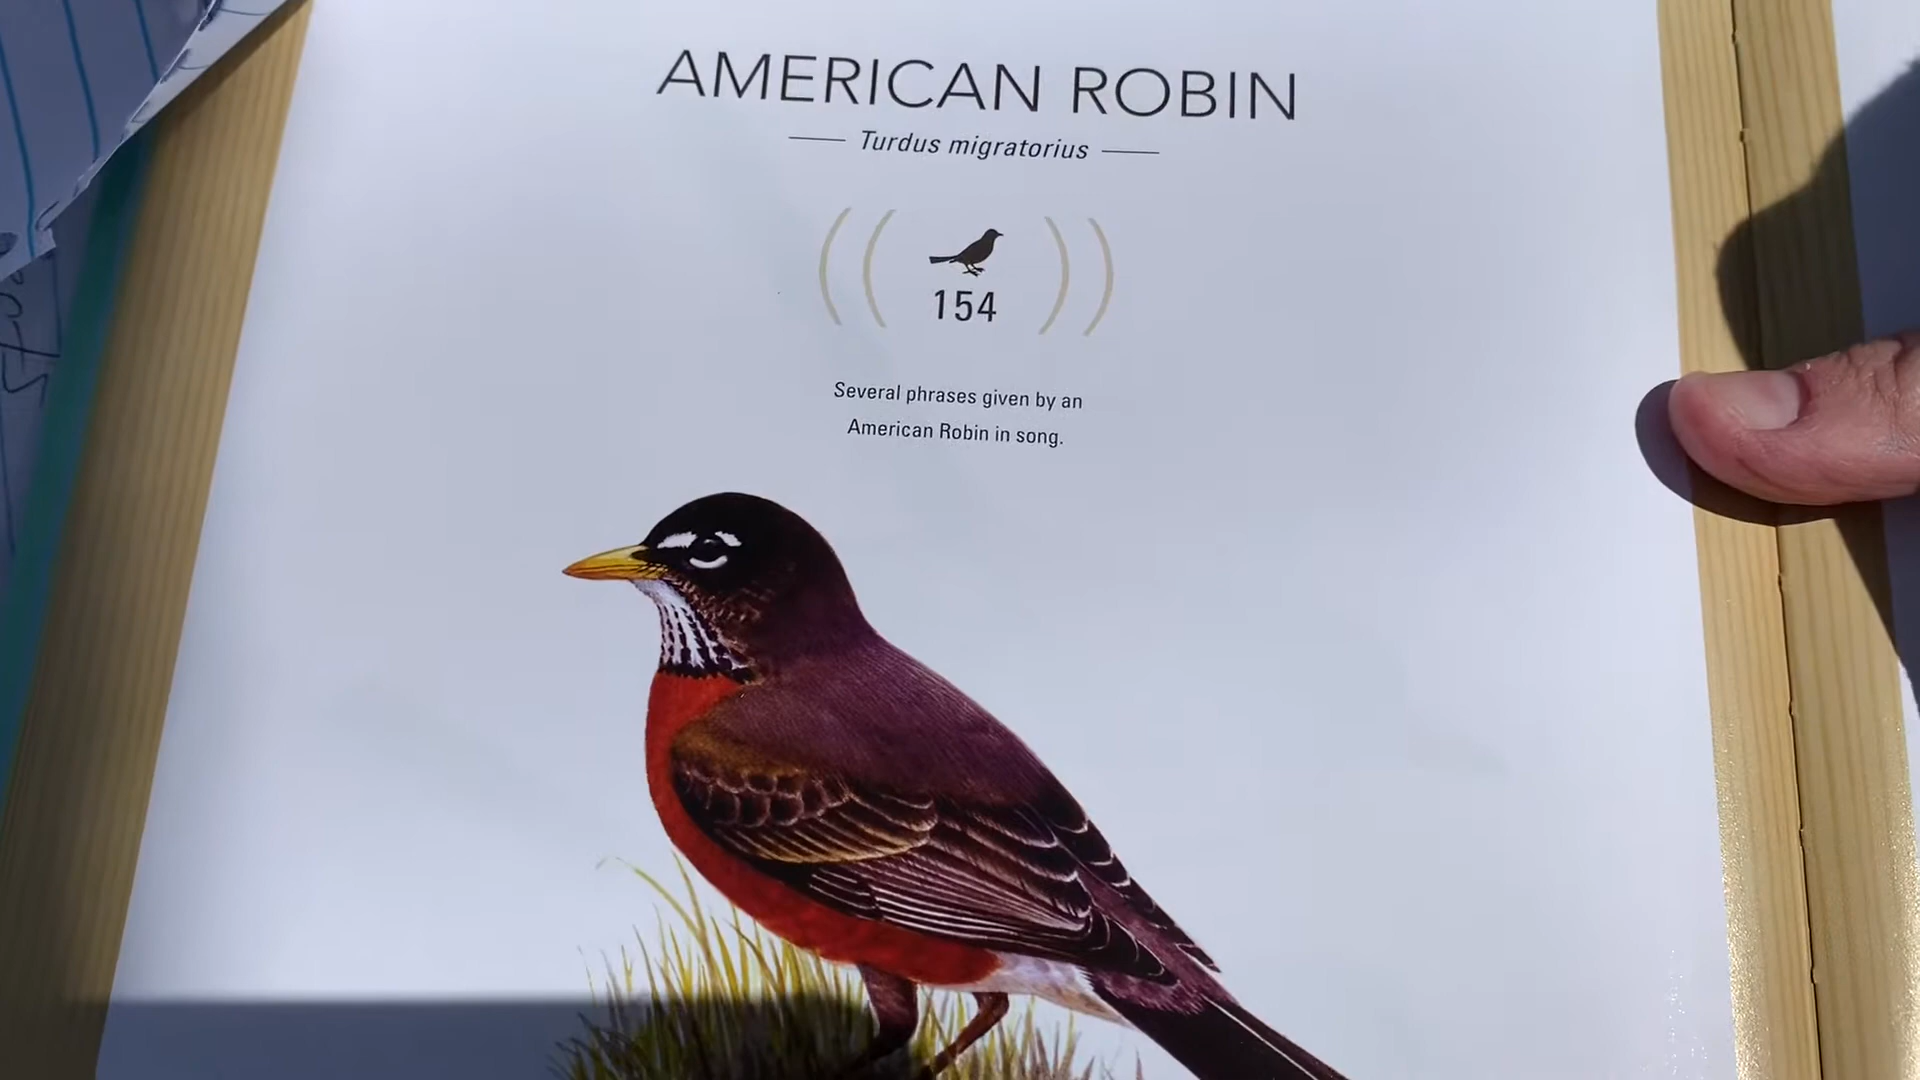 AMERICAN ROBIN
Turdus migratorius
154
Several phrases given by an
American Robin in song.